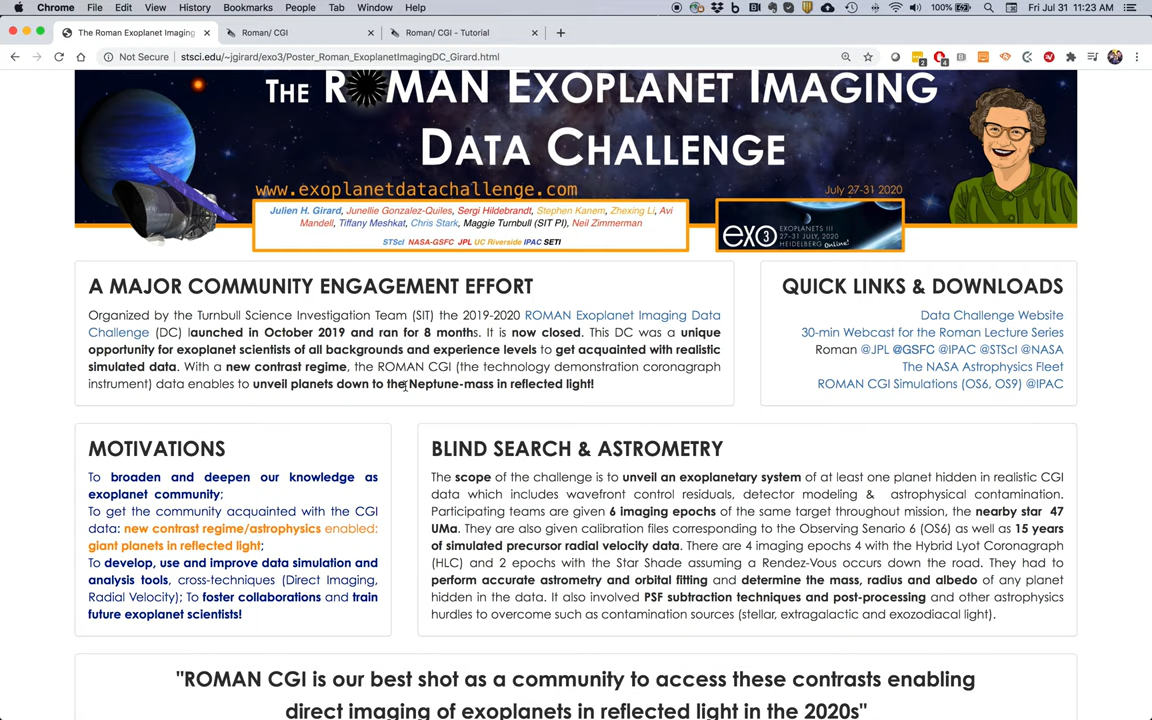 Chrome File Edit View History Bookmarks People Tab Window Help 100% Fri Jul 31 11:23 AM
The Roman Exoplanet Imaging × Roman/ CGI × Roman/ CGI - Tutorial × +
Not Secure stsci.edu/~jgirard/exo3/Poster_Roman_ExoplanetImagingDC_Girard.html
THE ROMAN EXOPLANET IMAGING
DATA CHALLENGE
www.exoplanetdatachallenge.com
July 27-31 2020
Julien H. Girard, Junellie Gonzalez-Quiles, Sergi Hildebrandt, Stephen Kanem, Zhexing Li, Avi
Mandell, Tiffany Meshkat, Chris Stark, Maggie Turnbull (SIT PI), Neil Zimmerman
STScI NASA-GSFC JPL UC Riverside IPAC SETI
exo3 EXOPLANETS III
27-31 JULY, 2020
HEIDELBERG Online!
A MAJOR COMMUNITY ENGAGEMENT EFFORT
Organized by the Turnbull Science Investigation Team (SIT) the 2019-2020 ROMAN Exoplanet Imaging Data
Challenge (DC) launched in October 2019 and ran for 8 months. It is now closed. This DC was a unique
opportunity for exoplanet scientists of all backgrounds and experience levels to get acquainted with realistic
simulated data. With a new contrast regime, the ROMAN CGI (the technology demonstration coronagraph
instrument) data enables to unveil planets down to the Neptune-mass in reflected light!
QUICK LINKS & DOWNLOADS
Data Challenge Website
30-min Webcast for the Roman Lecture Series
Roman @JPL @GSFC @IPAC @STScI @NASA
The NASA Astrophysics Fleet
ROMAN CGI Simulations (OS6, OS9) @IPAC
MOTIVATIONS
To broaden and deepen our knowledge as
exoplanet community;
To get the community acquainted with the CGI
data: new contrast regime/astrophysics enabled:
giant planets in reflected light;
To develop, use and improve data simulation and
analysis tools, cross-techniques (Direct Imaging,
Radial Velocity); To foster collaborations and train
future exoplanet scientists!
BLIND SEARCH & ASTROMETRY
The scope of the challenge is to unveil an exoplanetary system of at least one planet hidden in realistic CGI
data which includes wavefront control residuals, detector modeling & astrophysical contamination.
Participating teams are given 6 imaging epochs of the same target throughout mission, the nearby star 47
UMa. They are also given calibration files corresponding to the Observing Senario 6 (OS6) as well as 15 years
of simulated precursor radial velocity data. There are 4 imaging epochs 4 with the Hybrid Lyot Coronagraph
(HLC) and 2 epochs with the Star Shade assuming a Rendez-Vous occurs down the road. They had to
perform accurate astrometry and orbital fitting and determine the mass, radius and albedo of any planet
hidden in the data. It also involved PSF subtraction techniques and post-processing and other astrophysics
hurdles to overcome such as contamination sources (stellar, extragalactic and exozodiacal light).
"ROMAN CGI is our best shot as a community to access these contrasts enabling
direct imaging of exoplanets in reflected light in the 2020s"